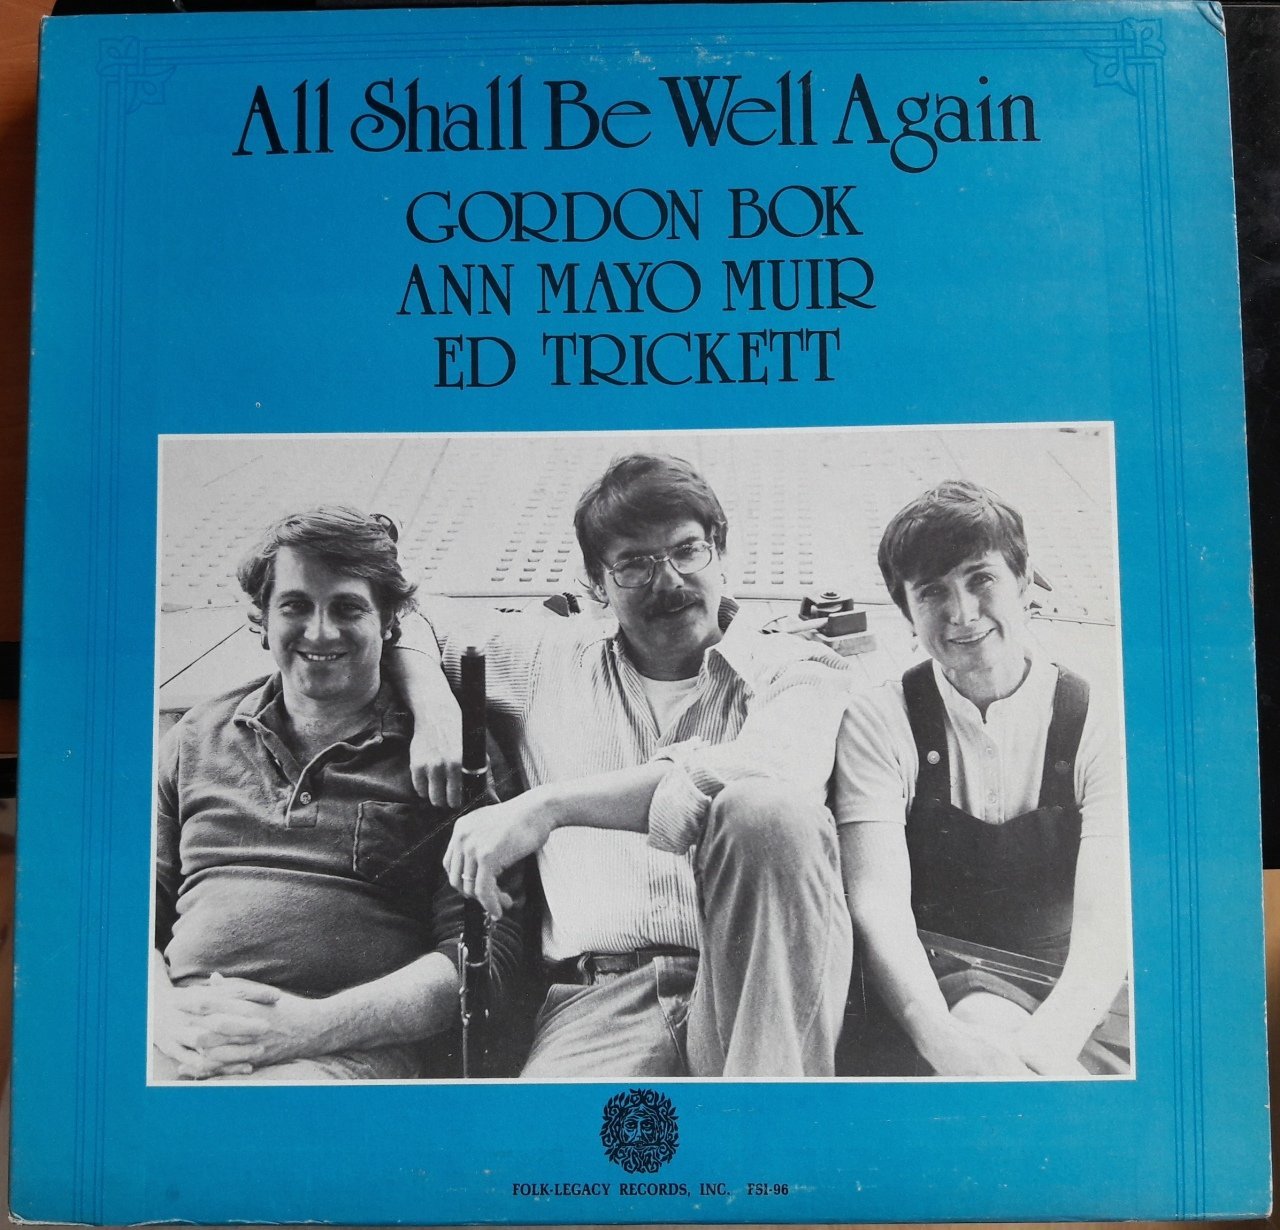 All Shall Be Well Again
GORDON BOK
ANN MAYO MUIR
ED TRICKETT
FOLK-LEGACY RECORDS, INC. FSI-96